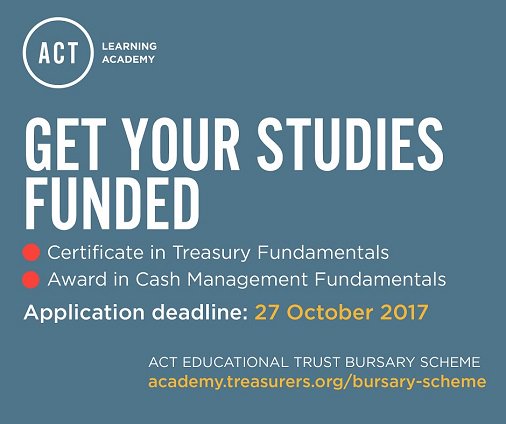 ACT
LEARNING
ACADEMY
GET YOUR STUDIES
FUNDED
Certificate in Treasury Fundamentals
Award in Cash Management Fundamentals
Application deadline: 27 October 2017
ACT EDUCATIONAL TRUST BURSARY SCHEME
academy.treasurers.org/bursary-scheme